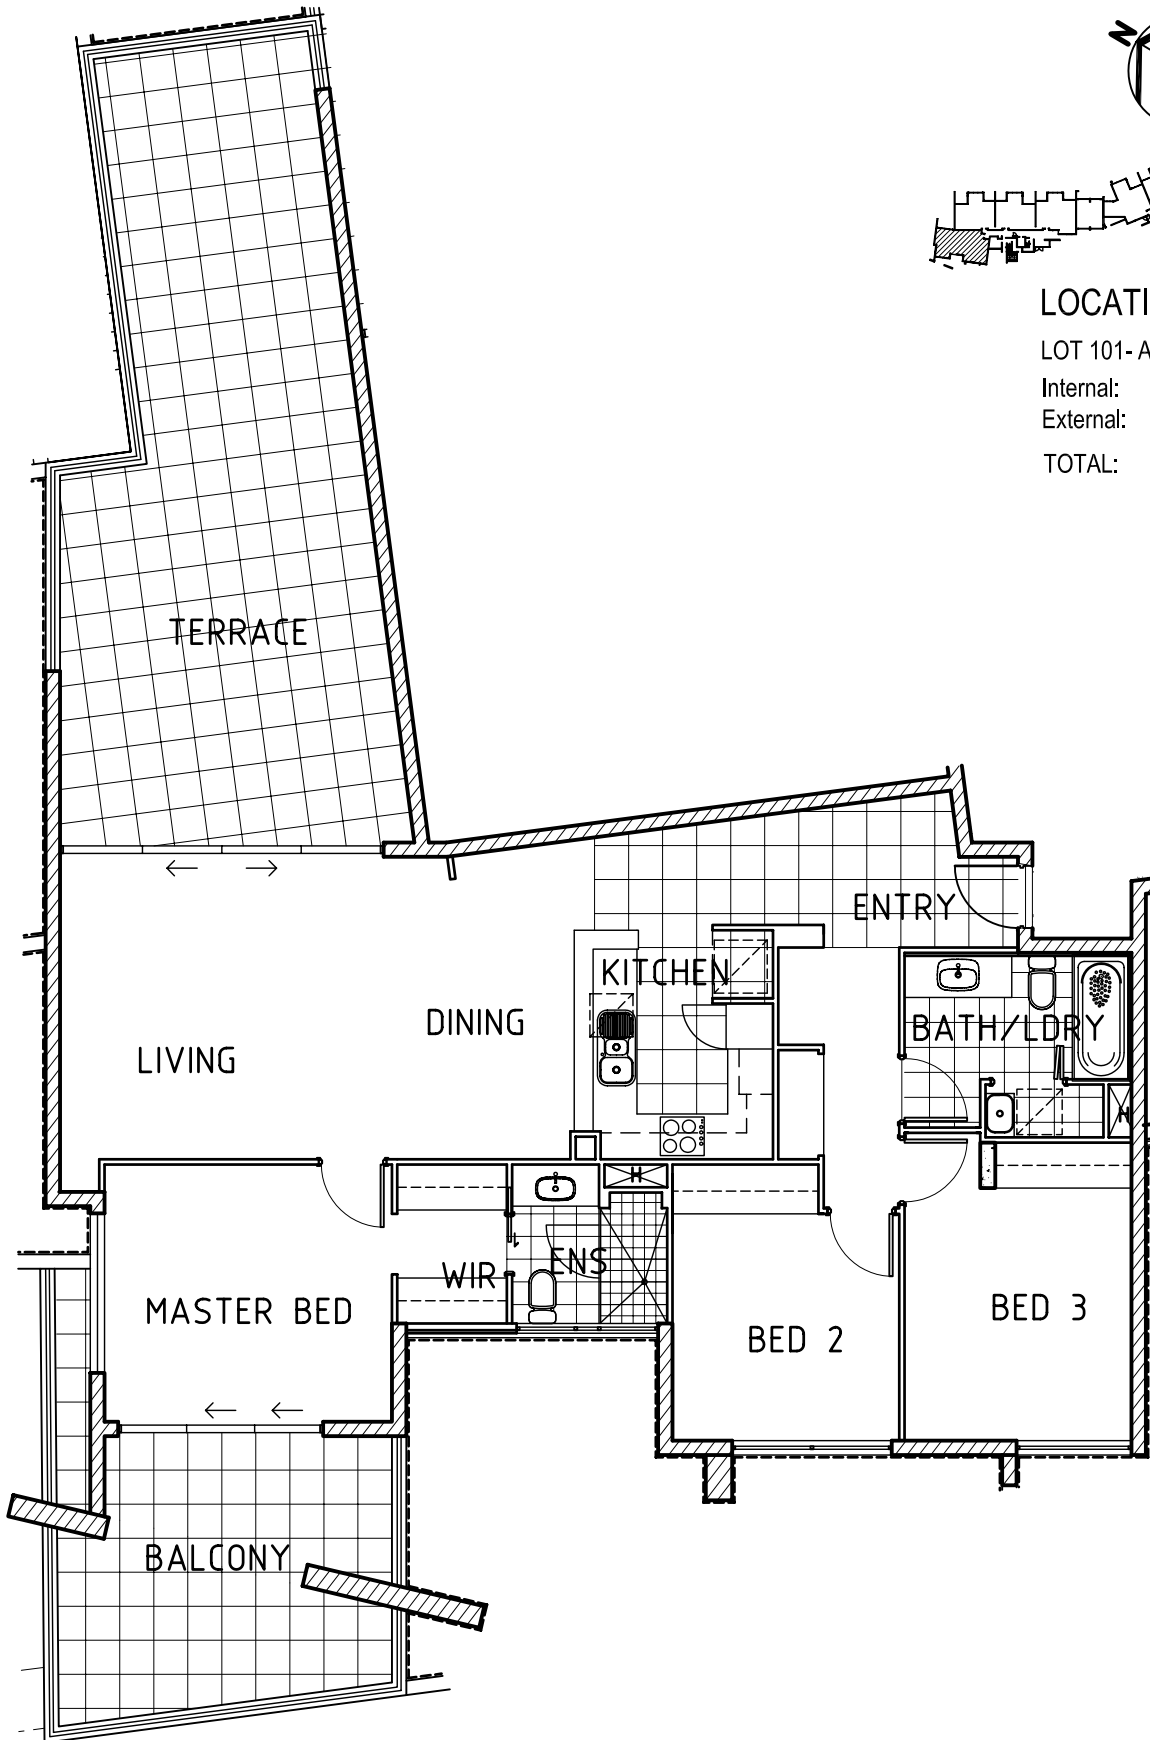 N
LOCATI
LOT 101- A
Internal:
External:
TOTAL:
TERRACE
ENTRY
KITCHEN
DINING
BATH/LDRY
LIVING
H
H
WIR
ENS
MASTER BED
BED 2
BED 3
BALCONY